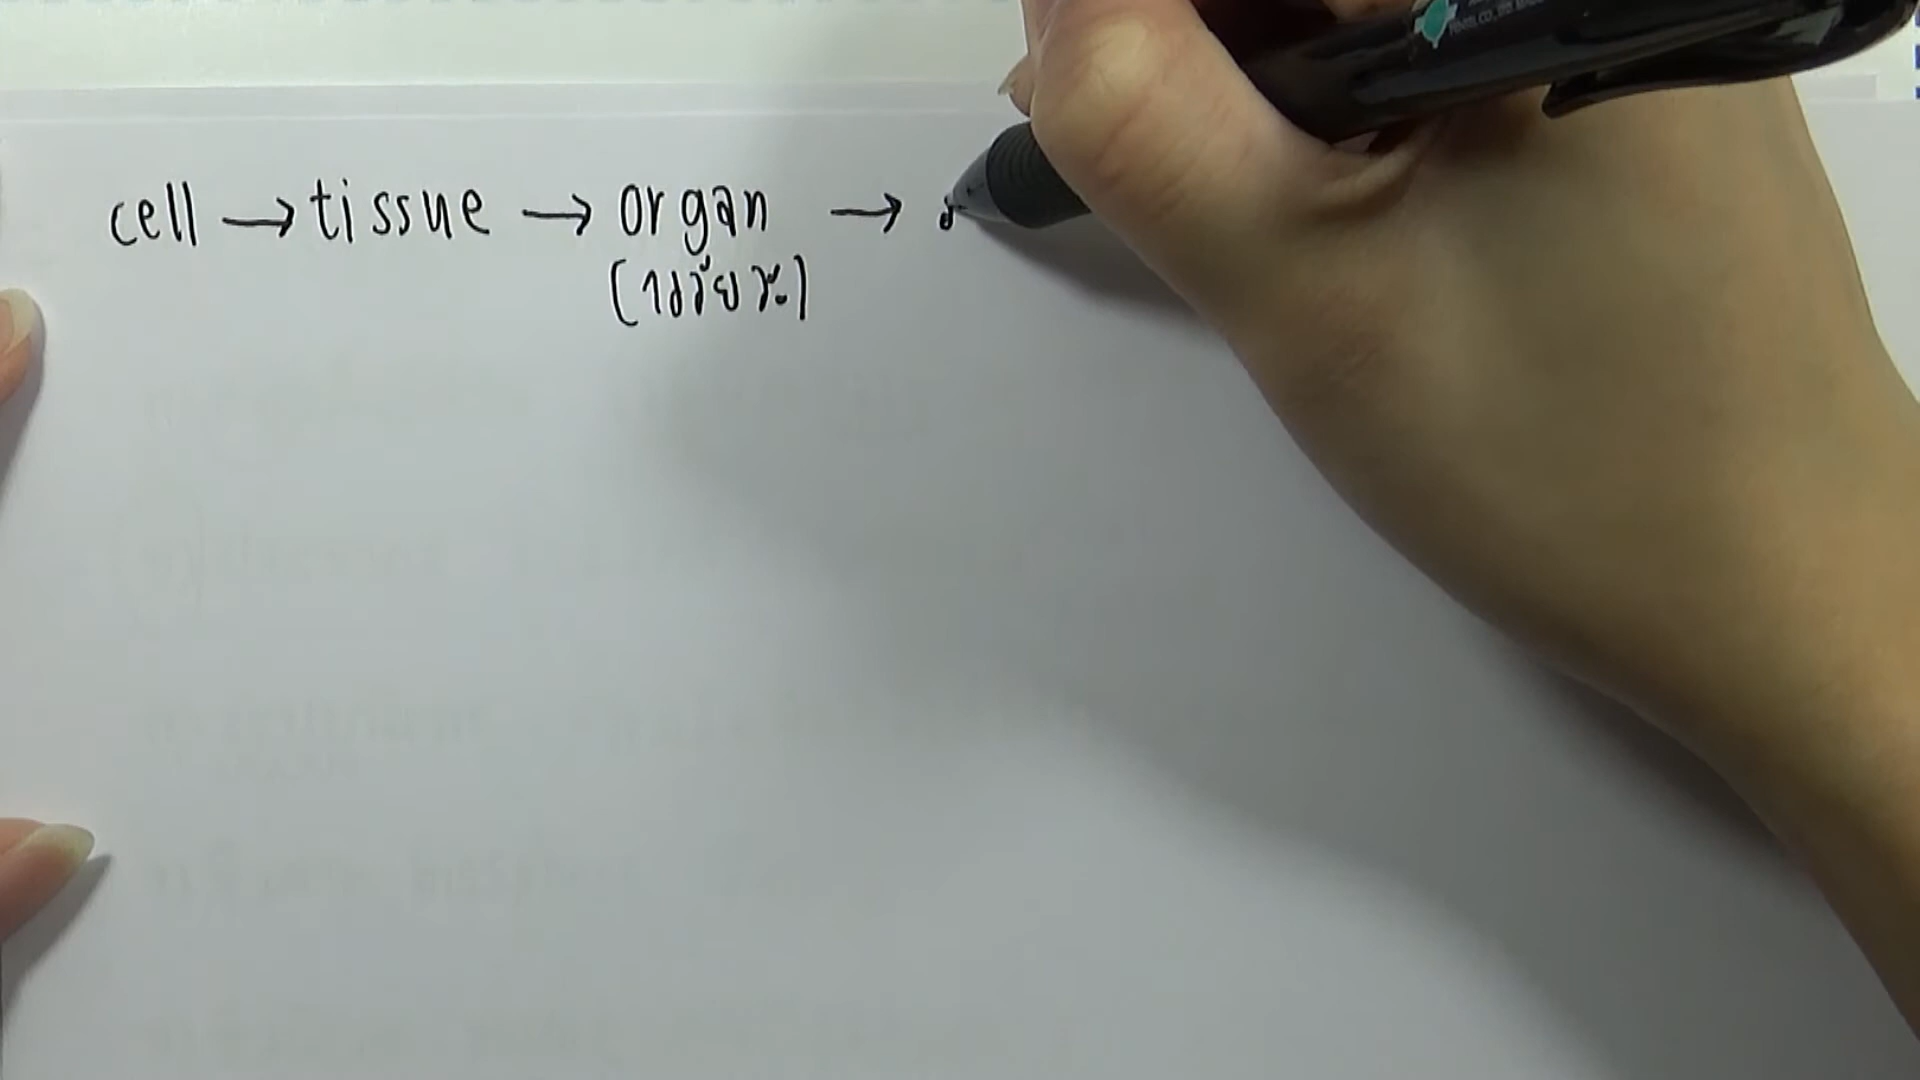 cell → tissue → organ →
(อวัยวะ)